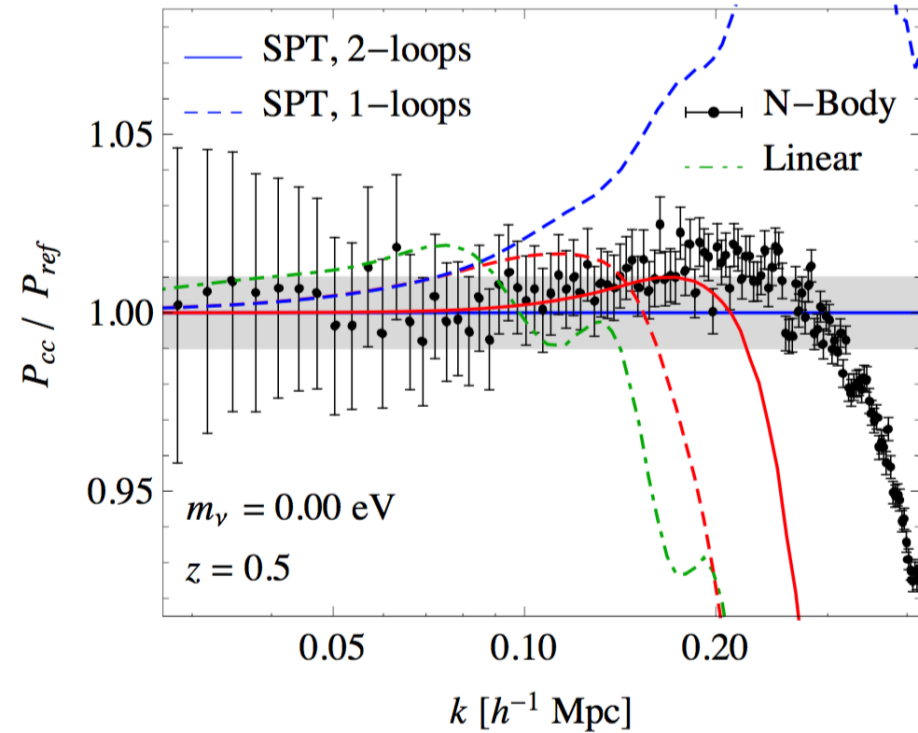 SPT, 2−loops
SPT, 1−loops
N−Body
Linear
1.05
1.00
0.95
P_cc / P_ref
m_ν = 0.00 eV
z = 0.5
0.05 0.10 0.20
k [h⁻¹ Mpc]